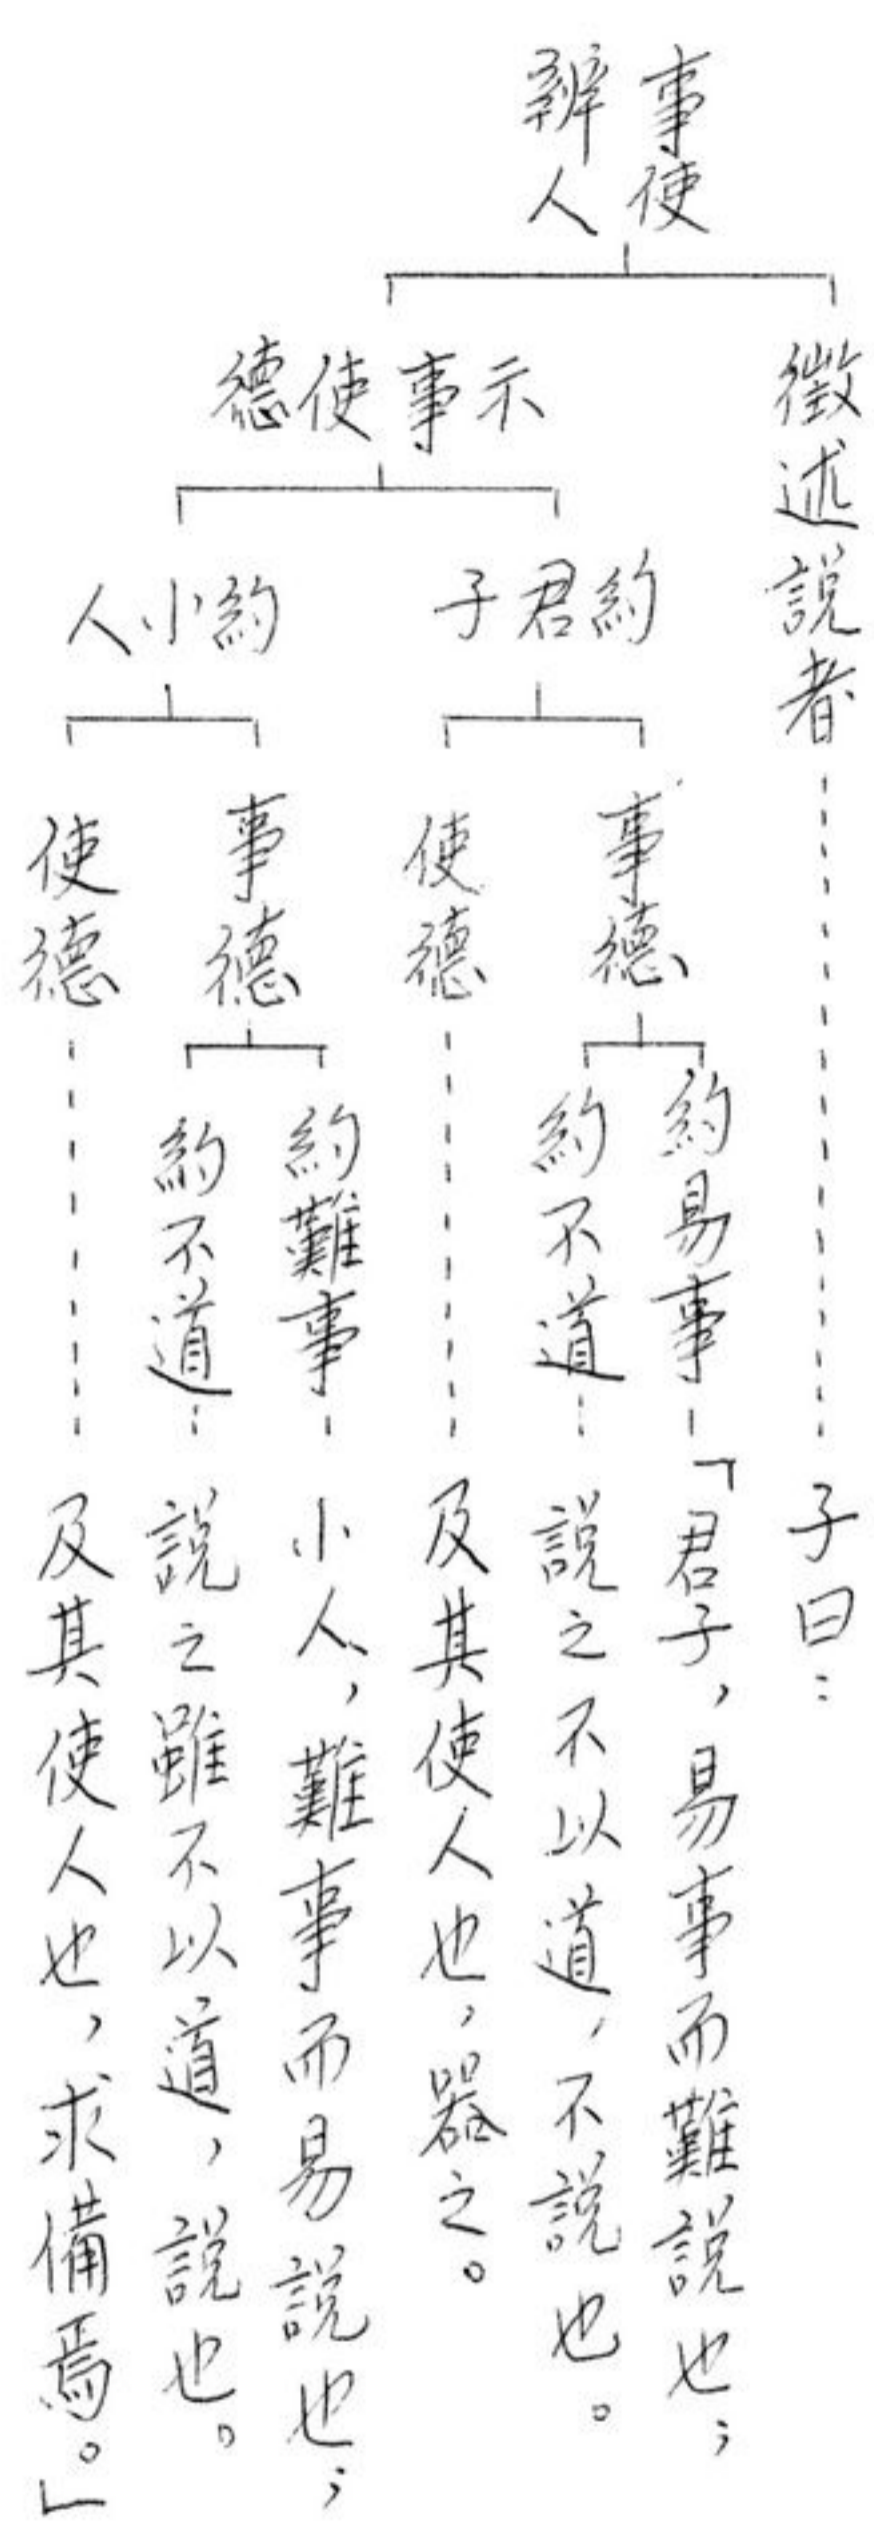 事使
辨人
徵述說者
子曰：
示事使德
約君子
事德
約易事
「君子，易事而難說也；
約不道
說之不以道，不說也。
使德
及其使人也，器之。
約小人
事德
約難事
小人，難事而易說也；
約不道
說之雖不以道，說也。
使德
及其使人也，求備焉。」